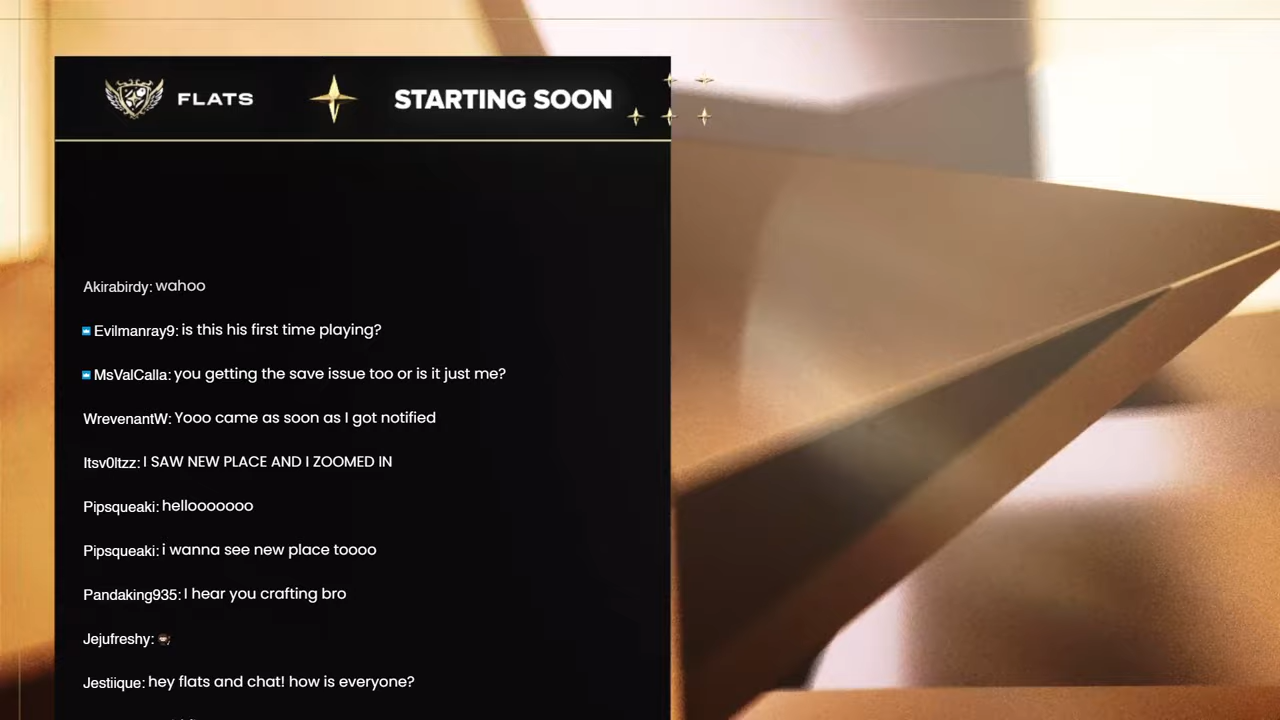 FLATS
STARTING SOON
Akirabirdy: wahoo
Evilmanray9: is this his first time playing?
MsValCalla: you getting the save issue too or is it just me?
WrevenantW: Yooo came as soon as I got notified
Itsv0ltzz: I SAW NEW PLACE AND I ZOOMED IN
Pipsqueaki: hellooooooo
Pipsqueaki: i wanna see new place toooo
Pandaking935: I hear you crafting bro
Jejufreshy:
Jestiique: hey flats and chat! how is everyone?